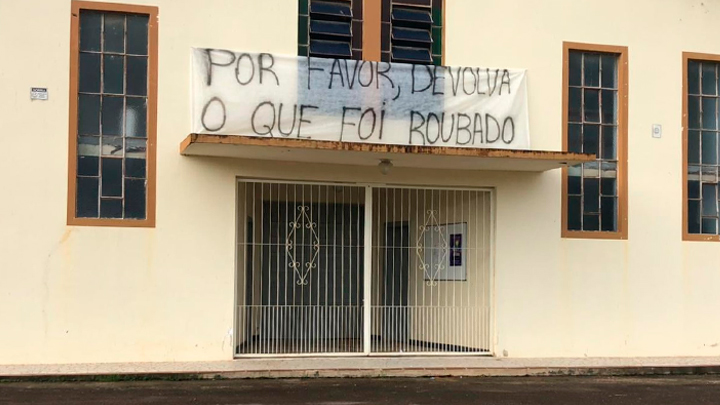 POR FAVOR, DEVOLVA
O QUE FOI ROUBADO